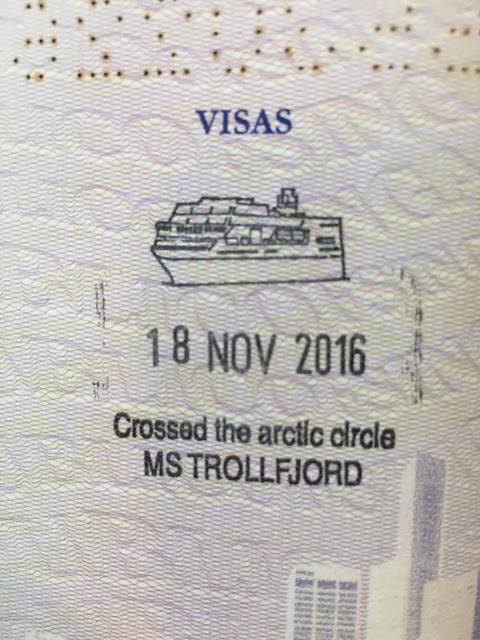 VISAS
18 NOV 2016
Crossed the arctic circle
MS TROLLFJORD